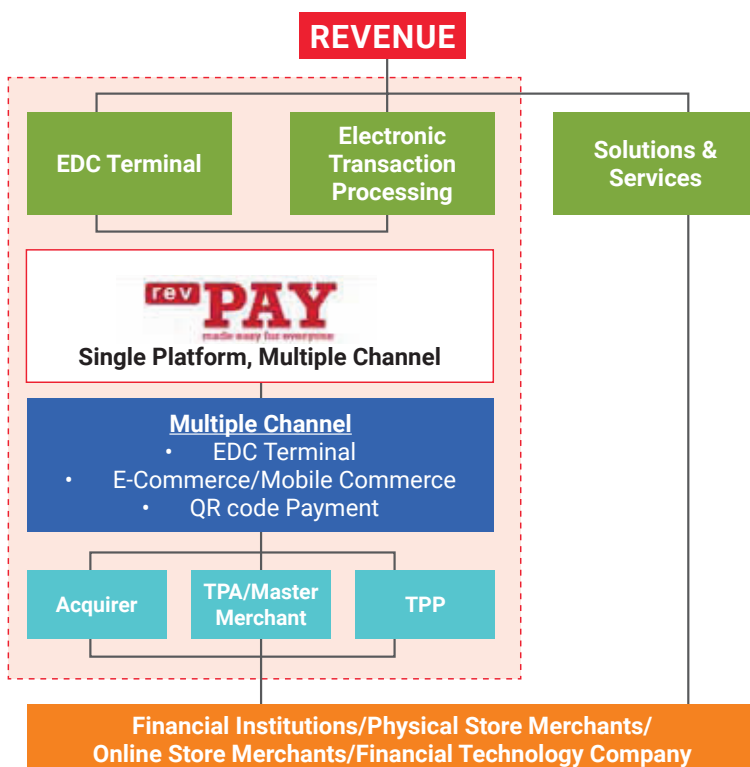 REVENUE
EDC Terminal
Electronic
Transaction
Processing
Solutions &
Services
rev
PAY
made easy for everyone
Single Platform, Multiple Channel
Multiple Channel
• EDC Terminal
• E-Commerce/Mobile Commerce
• QR code Payment
Acquirer
TPA/Master
Merchant
TPP
Financial Institutions/Physical Store Merchants/
Online Store Merchants/Financial Technology Company